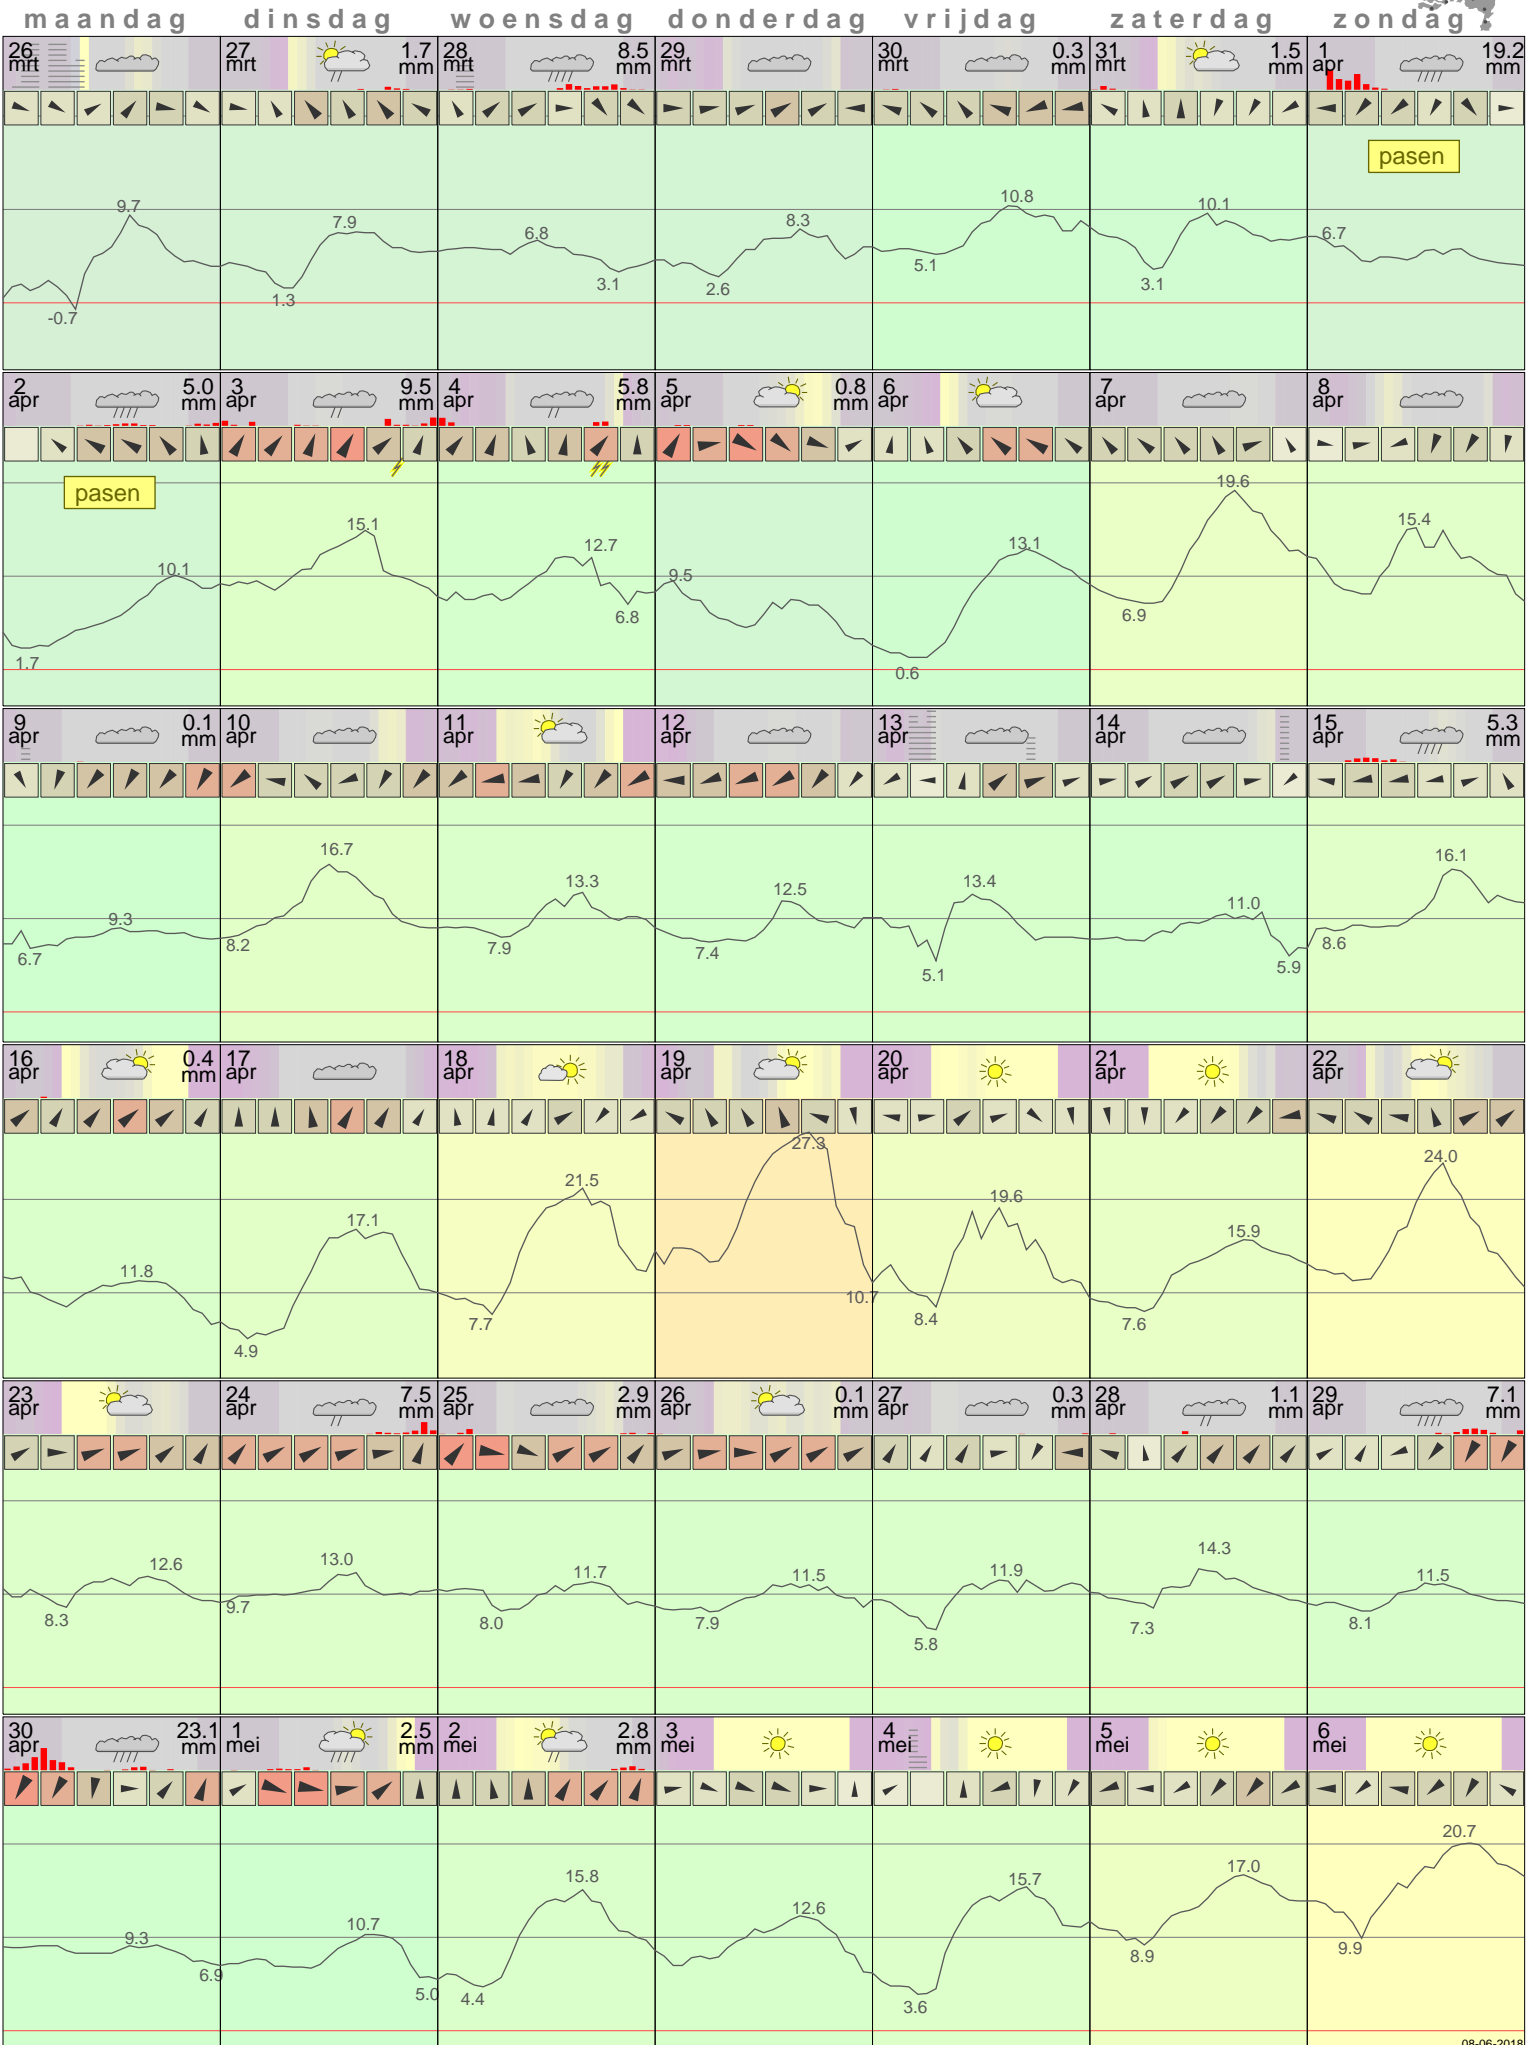 maandag dinsdag woensdag donderdag vrijdag zaterdag zondag
26 27 1.7 28 8.5 29 30 0.3 31 1.5 1 19.2
mrt mrt mm mrt mm mrt mrt mm mrt mm apr mm
pasen
9.7 7.9 6.8 8.3 10.8 10.1 6.7
-0.7 1.3 3.1 2.6 5.1 3.1
2 5.0 3 9.5 4 5.8 5 0.8 6 7 8
apr mm apr mm apr mm apr mm apr apr apr
pasen
10.1 15.1 12.7 9.5 13.1 19.6 15.4
1.7 6.8 0.6 6.9
9 0.1 10 11 12 13 14 15 5.3
apr mm apr apr apr apr apr apr mm
9.3 16.7 13.3 12.5 13.4 11.0 16.1
6.7 8.2 7.9 7.4 5.1 5.9 8.6
16 0.4 17 18 19 20 21 22
apr mm apr apr apr apr apr apr
11.8 17.1 21.5 27.3 19.6 15.9 24.0
4.9 7.7 10.7 8.4 7.6
23 24 7.5 25 2.9 26 0.1 27 0.3 28 1.1 29 7.1
apr apr mm apr mm apr mm apr mm apr mm apr mm
12.6 13.0 11.7 11.5 11.9 14.3 11.5
8.3 9.7 8.0 7.9 5.8 7.3 8.1
30 23.1 1 2.5 2 2.8 3 4 5 6
apr mm mei mm mei mm mei mei mei mei
9.3 10.7 15.8 12.6 15.7 17.0 20.7
6.9 5.0 4.4 3.6 8.9 9.9
08-06-2018